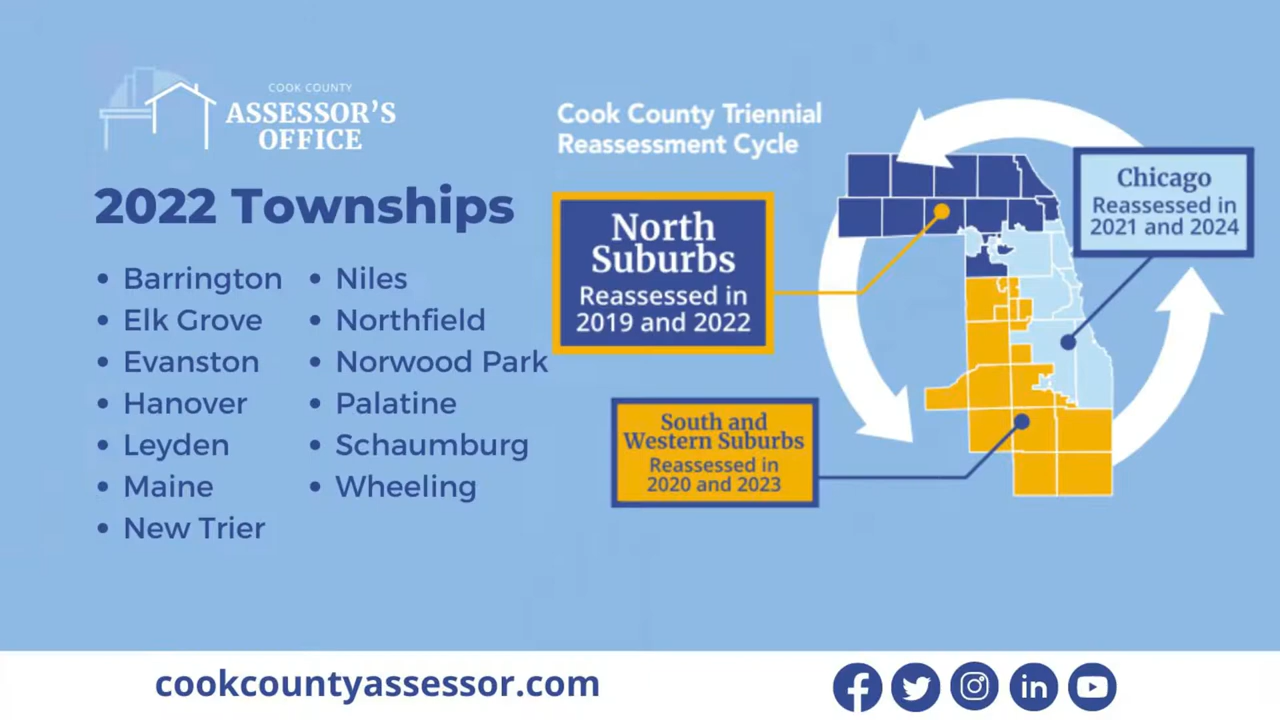 COOK COUNTY
ASSESSOR'S
OFFICE
2022 Townships
• Barrington
• Elk Grove
• Evanston
• Hanover
• Leyden
• Maine
• New Trier
• Niles
• Northfield
• Norwood Park
• Palatine
• Schaumburg
• Wheeling
Cook County Triennial
Reassessment Cycle
North
Suburbs
Reassessed in
2019 and 2022
Chicago
Reassessed in
2021 and 2024
South and
Western Suburbs
Reassessed in
2020 and 2023
cookcountyassessor.com